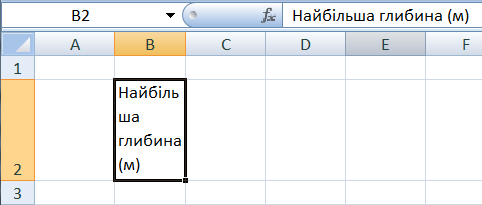 B2 fx Найбільша глибина (м)
A B C D E F
1
Найбіль
ша
глибина
(м)
2
3